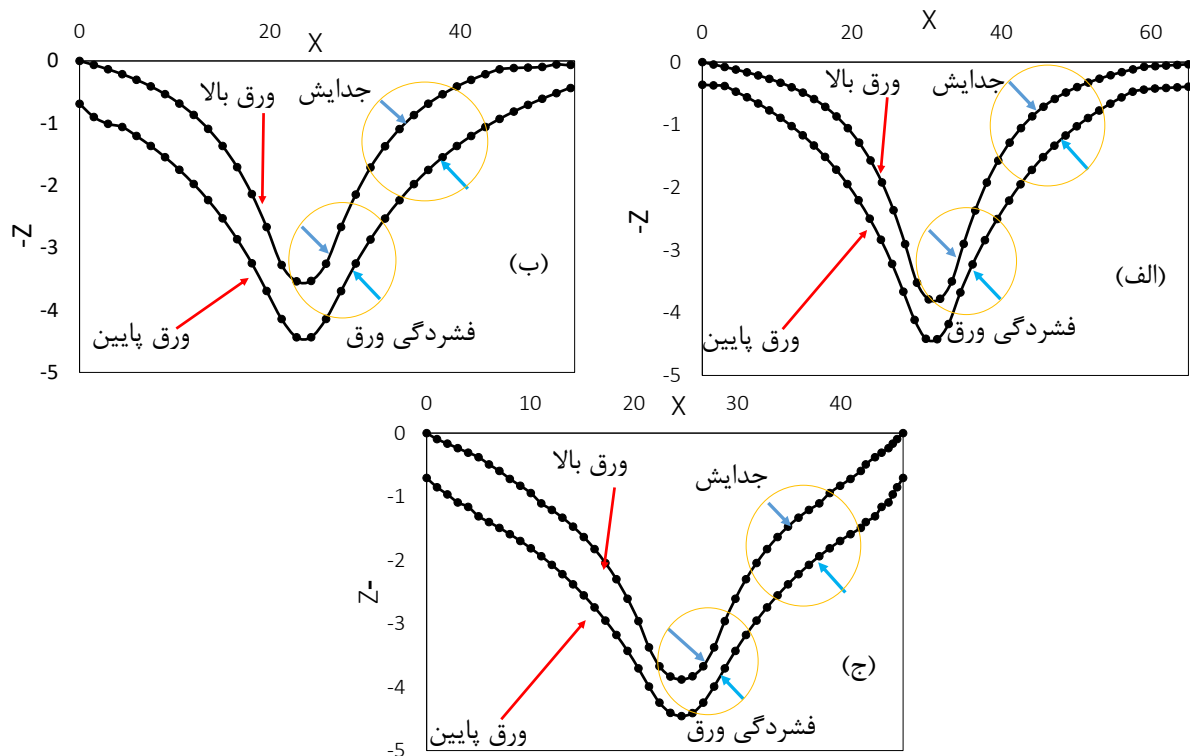 0 20 40 60
X
0
-1
-2
-3
-4
-5
-Z
ورق بالا
جدایش
ورق پایین
فشردگی ورق
(الف)
0 20 40
X
0
-1
-2
-3
-4
-5
-Z
ورق بالا
جدایش
ورق پایین
فشردگی ورق
(ب)
0 10 20 30 40
X
0
-1
-2
-3
-4
-5
Z-
ورق بالا
جدایش
ورق پایین
فشردگی ورق
(ج)